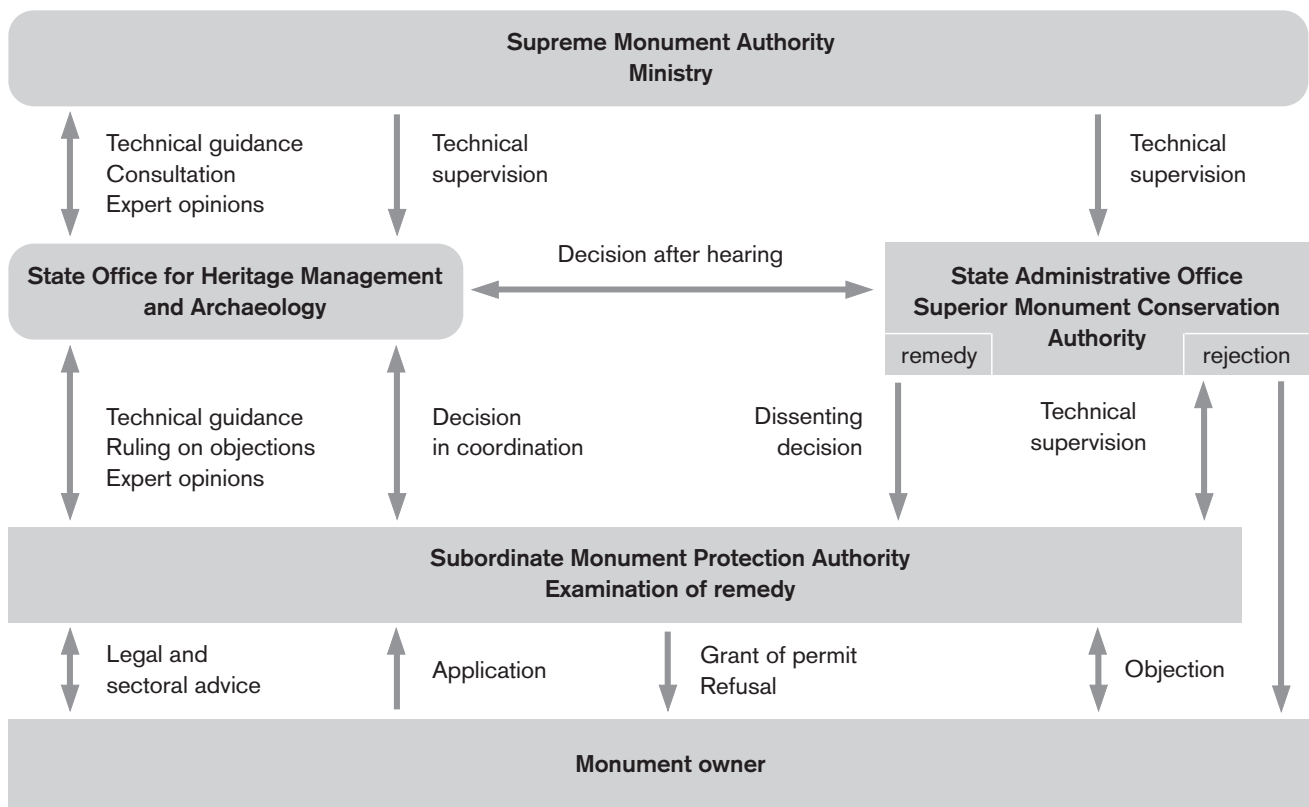 Supreme Monument Authority
Ministry
Technical guidance
Consultation
Expert opinions
Technical
supervision
Technical
supervision
State Office for Heritage Management
and Archaeology
Decision after hearing
State Administrative Office
Superior Monument Conservation
Authority
remedy
rejection
Technical guidance
Ruling on objections
Expert opinions
Decision
in coordination
Dissenting
decision
Technical
supervision
Subordinate Monument Protection Authority
Examination of remedy
Legal and
sectoral advice
Application
Grant of permit
Refusal
Objection
Monument owner